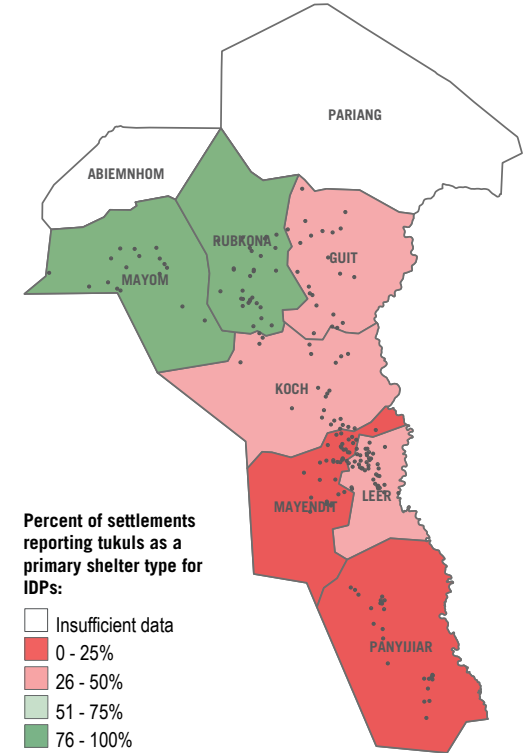 PARIANG
ABIEMNHOM
RUBKONA
GUIT
MAYOM
KOCH
LEER
MAYENDIT
PANYIJIAR
Percent of settlements
reporting tukuls as a
primary shelter type for
IDPs:
Insufficient data
0 - 25%
26 - 50%
51 - 75%
76 - 100%